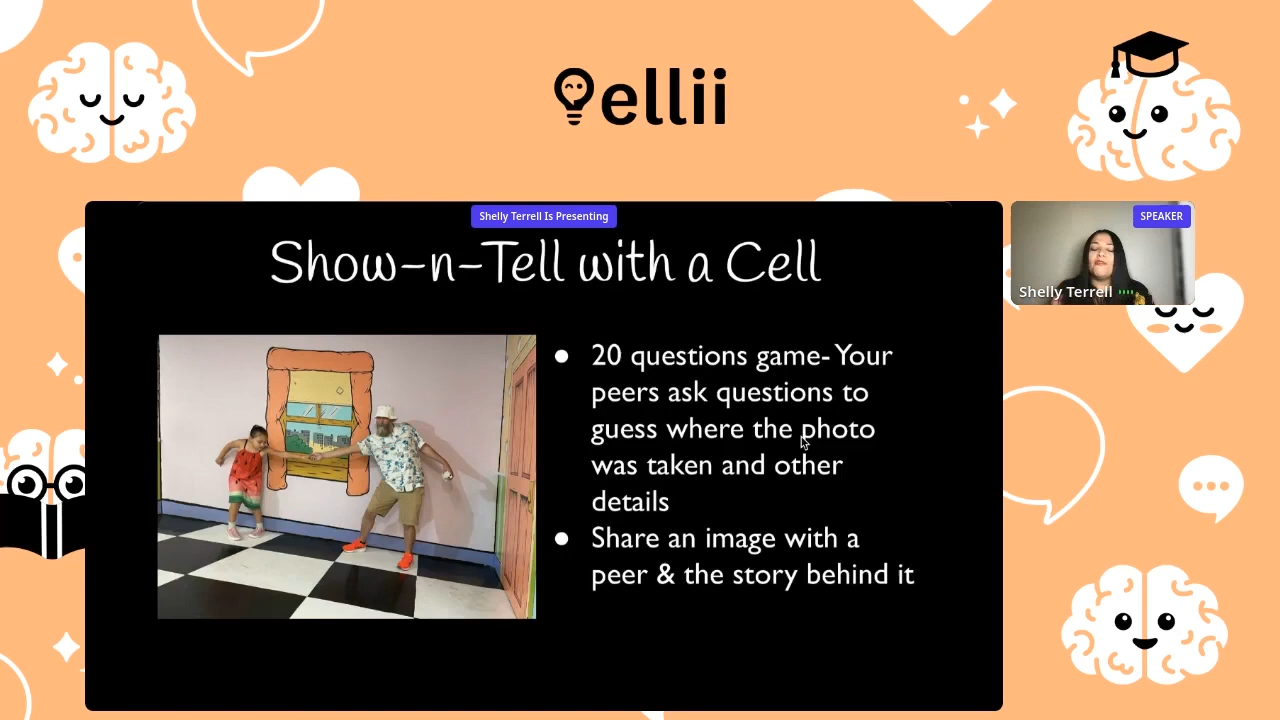 ellii
Shelly Terrell Is Presenting
SPEAKER
Show-n-Tell with a Cell
Shelly Terrell
20 questions game- Your
peers ask questions to
guess where the photo
was taken and other
details
Share an image with a
peer & the story behind it